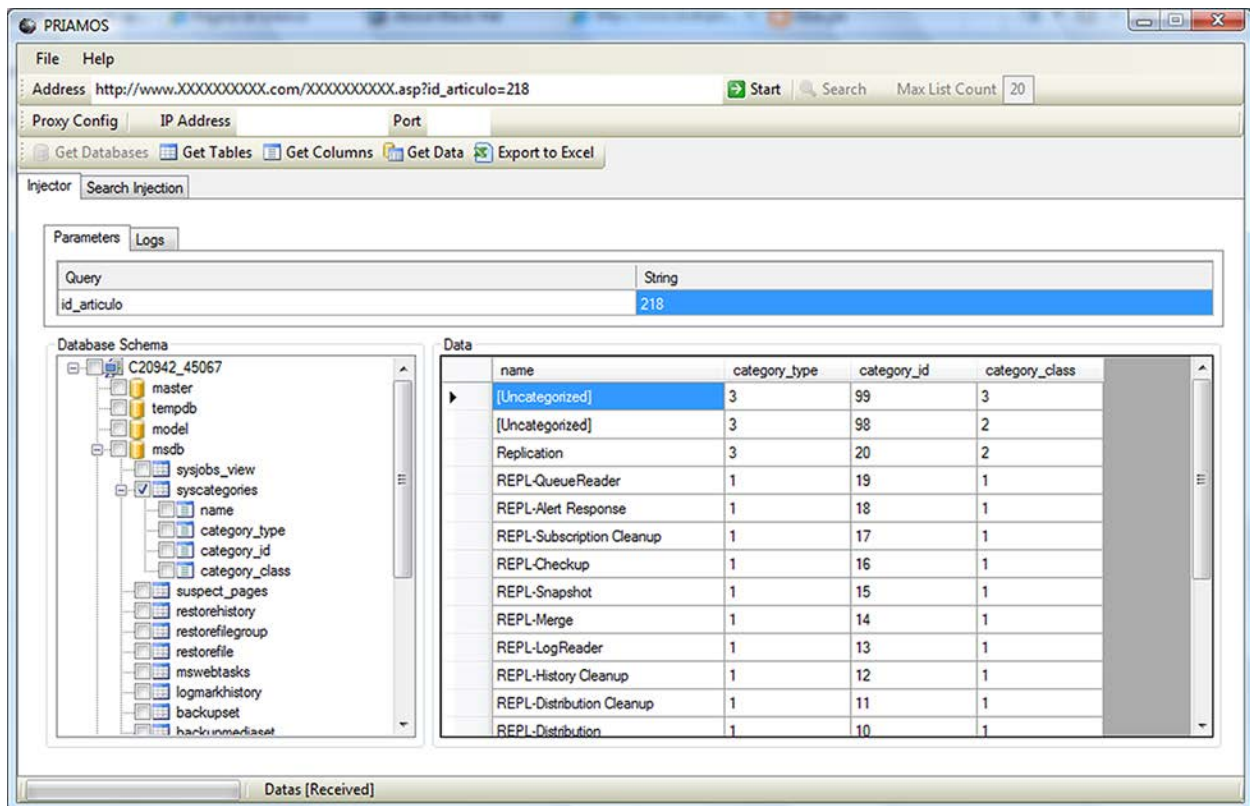 PRIAMOS
File Help
Address http://www.XXXXXXXXXX.com/XXXXXXXXXX.asp?id_articulo=218 Start Search Max List Count 20
Proxy Config IP Address Port
Get Databases Get Tables Get Columns Get Data Export to Excel
Injector Search Injection
Parameters Logs
Query String
id_articulo 218
Database Schema
C20942_45067
master
tempdb
model
msdb
sysjobs_view
syscategories
name
category_type
category_id
category_class
suspect_pages
restorehistory
restorefilegroup
restorefile
mswebtasks
logmarkhistory
backupset
backupmediaset
Data
name category_type category_id category_class
[Uncategorized] 3 99 3
[Uncategorized] 3 98 2
Replication 3 20 2
REPL-QueueReader 1 19 1
REPL-Alert Response 1 18 1
REPL-Subscription Cleanup 1 17 1
REPL-Checkup 1 16 1
REPL-Snapshot 1 15 1
REPL-Merge 1 14 1
REPL-LogReader 1 13 1
REPL-History Cleanup 1 12 1
REPL-Distribution Cleanup 1 11 1
REPL-Distribution 1 10 1
Datas [Received]